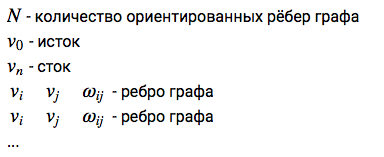 N - количество ориентированных рёбер графа
v₀ - исток
vₙ - сток
vᵢ vⱼ ωᵢⱼ - ребро графа
vᵢ vⱼ ωᵢⱼ - ребро графа
...